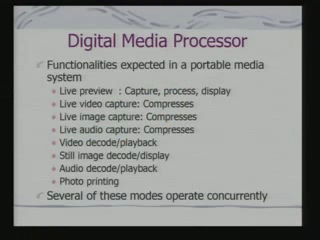 Digital Media Processor
Functionalities expected in a portable media
system
Live preview : Capture, process, display
Live video capture: Compresses
Live image capture: Compresses
Live audio capture: Compresses
Video decode/playback
Still image decode/display
Audio decode/playback
Photo printing
Several of these modes operate concurrently